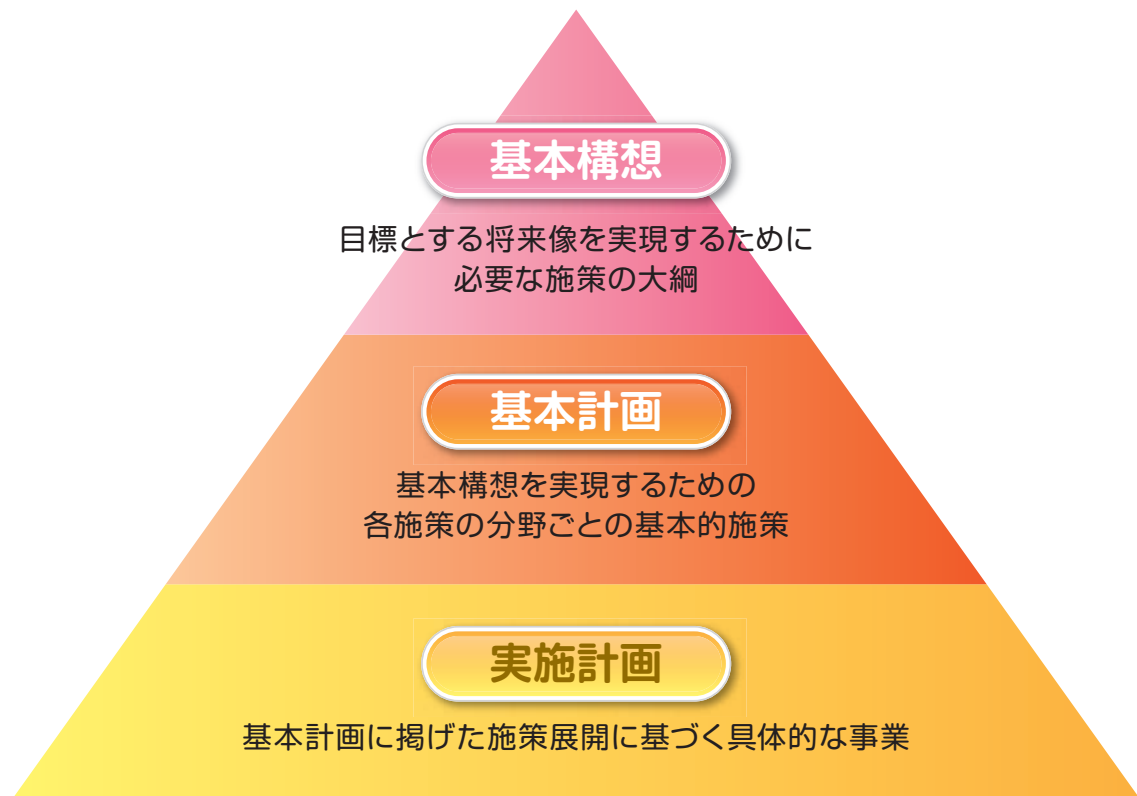 基本構想
目標とする将来像を実現するために
必要な施策の大綱
基本計画
基本構想を実現するための
各施策の分野ごとの基本的施策
実施計画
基本計画に掲げた施策展開に基づく具体的な事業